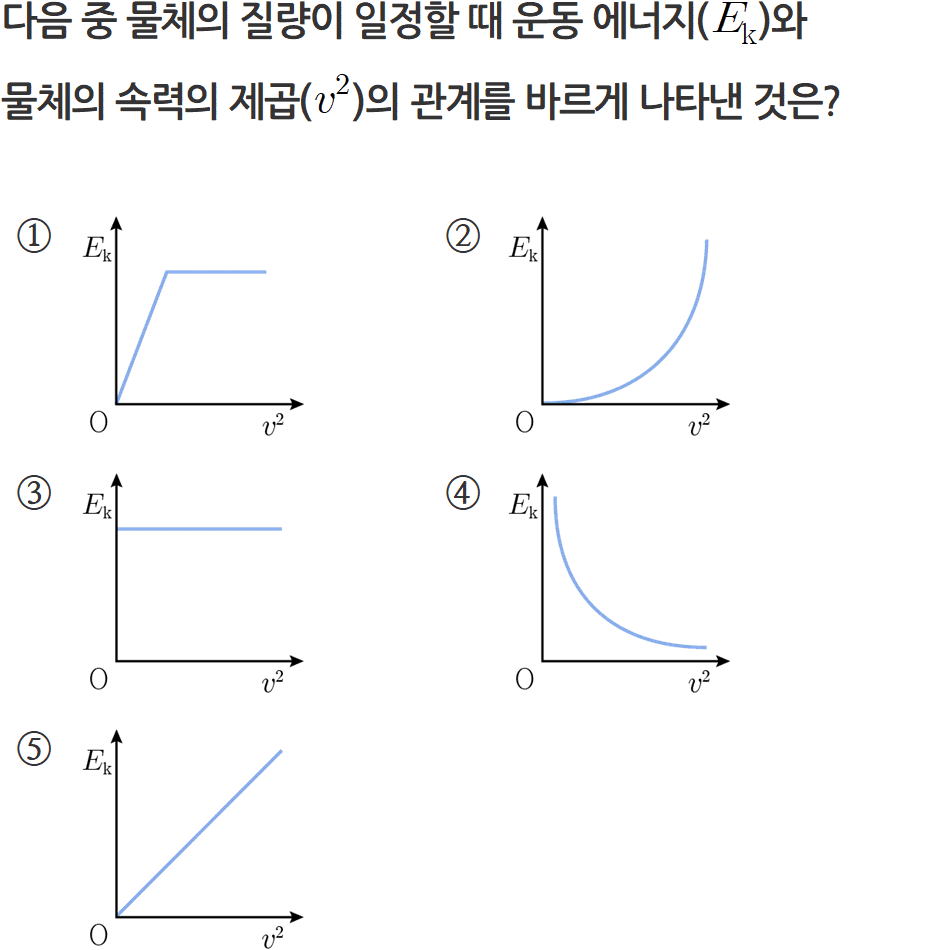 다음 중 물체의 질량이 일정할 때 운동 에너지(Eₖ)와
물체의 속력의 제곱(v²)의 관계를 바르게 나타낸 것은?
① Eₖ O v²
② Eₖ O v²
③ Eₖ O v²
④ Eₖ O v²
⑤ Eₖ O v²